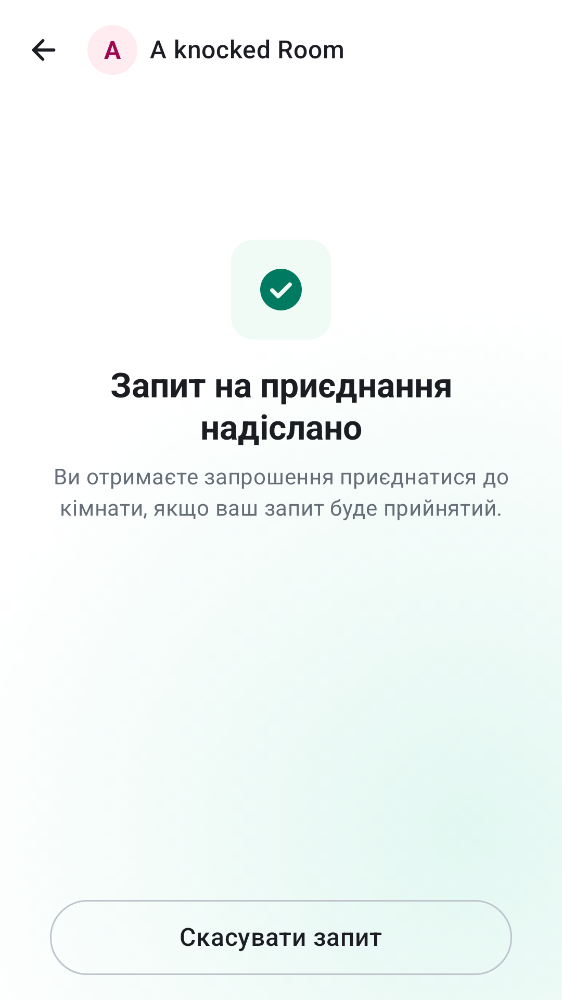 A
A knocked Room
Запит на приєднання
надіслано
Ви отримаєте запрошення приєднатися до
кімнати, якщо ваш запит буде прийнятий.
Скасувати запит